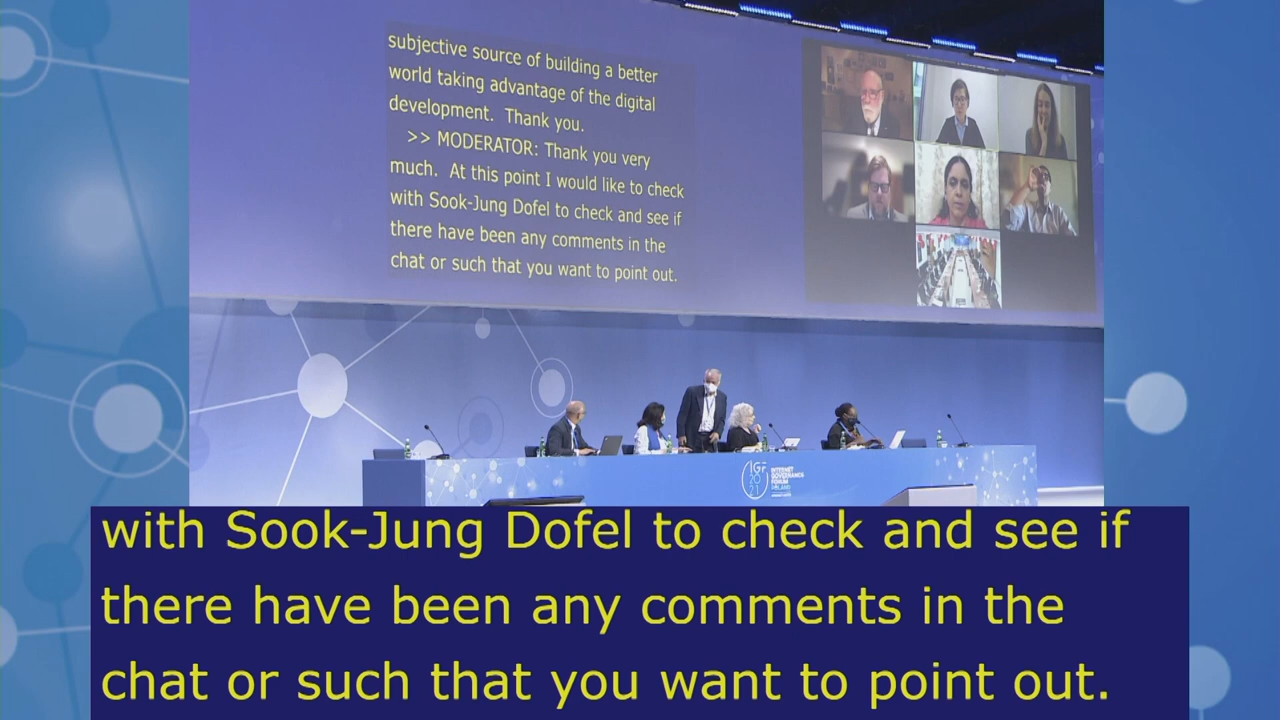 subjective source of building a better
world taking advantage of the digital
development. Thank you.
>> MODERATOR: Thank you very
much. At this point I would like to check
with Sook-Jung Dofel to check and see if
there have been any comments in the
chat or such that you want to point out.
IGF
20
21
INTERNET
GOVERNANCE
FORUM
POLAND
with Sook-Jung Dofel to check and see if
there have been any comments in the
chat or such that you want to point out.